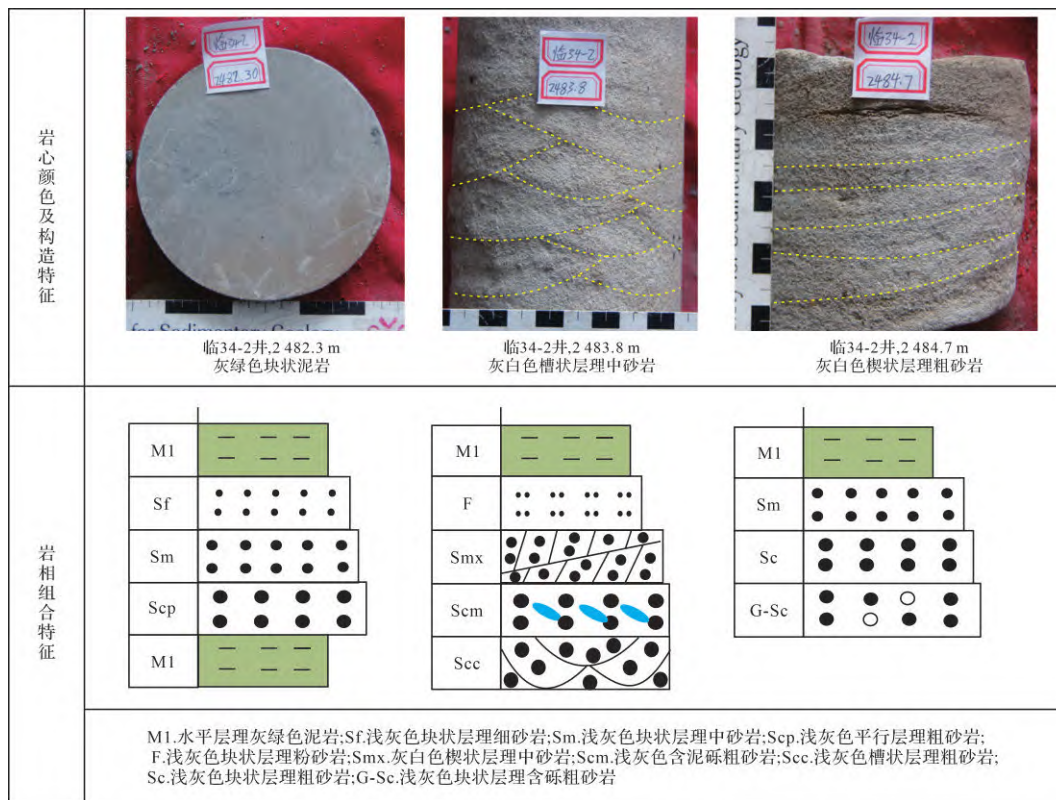 岩心颜色及构造特征
临34-2
2482.30
临34-2
2483.8
临34-2
2484.7
for Sedimentary Geology
ry for
Sedimentary Geology
临34-2井,2 482.3 m
灰绿色块状泥岩
临34-2井,2 483.8 m
灰白色槽状层理中砂岩
临34-2井,2 484.7 m
灰白色楔状层理粗砂岩
岩相组合特征
M1
Sf
Sm
Scp
M1
M1
F
Smx
Scm
Scc
M1
Sm
Sc
G-Sc
M1.水平层理灰绿色泥岩;Sf.浅灰色块状层理细砂岩;Sm.浅灰色块状层理中砂岩;Scp.浅灰色平行层理粗砂岩;
F.浅灰色块状层理粉砂岩;Smx.灰白色楔状层理中砂岩;Scm.浅灰色含泥砾粗砂岩;Scc.浅灰色槽状层理粗砂岩;
Sc.浅灰色块状层理粗砂岩;G-Sc.浅灰色块状层理含砾粗砂岩